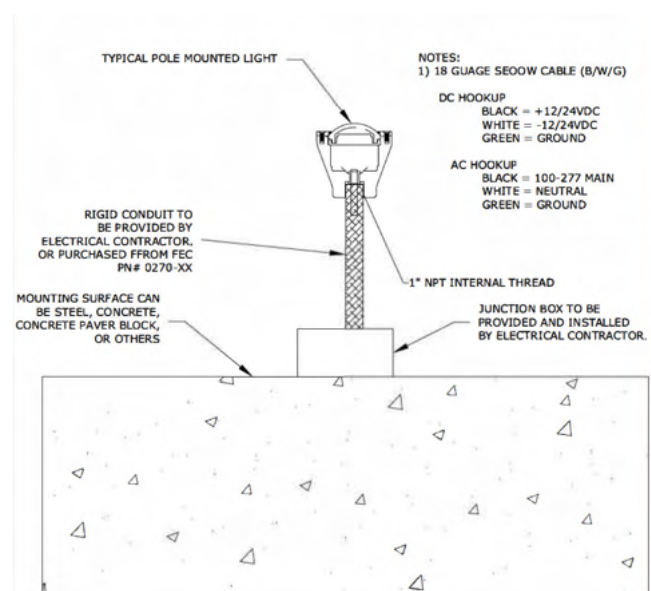 TYPICAL POLE MOUNTED LIGHT
NOTES:
1) 18 GUAGE SEOOW CABLE (B/W/G)
DC HOOKUP
BLACK = +12/24VDC
WHITE = -12/24VDC
GREEN = GROUND
AC HOOKUP
BLACK = 100-277 MAIN
WHITE = NEUTRAL
GREEN = GROUND
RIGID CONDUIT TO
BE PROVIDED BY
ELECTRICAL CONTRACTOR,
OR PURCHASED FFROM FEC
PN# 0270-XX
1" NPT INTERNAL THREAD
MOUNTING SURFACE CAN
BE STEEL, CONCRETE,
CONCRETE PAVER BLOCK,
OR OTHERS
JUNCTION BOX TO BE
PROVIDED AND INSTALLED
BY ELECTRICAL CONTRACTOR.